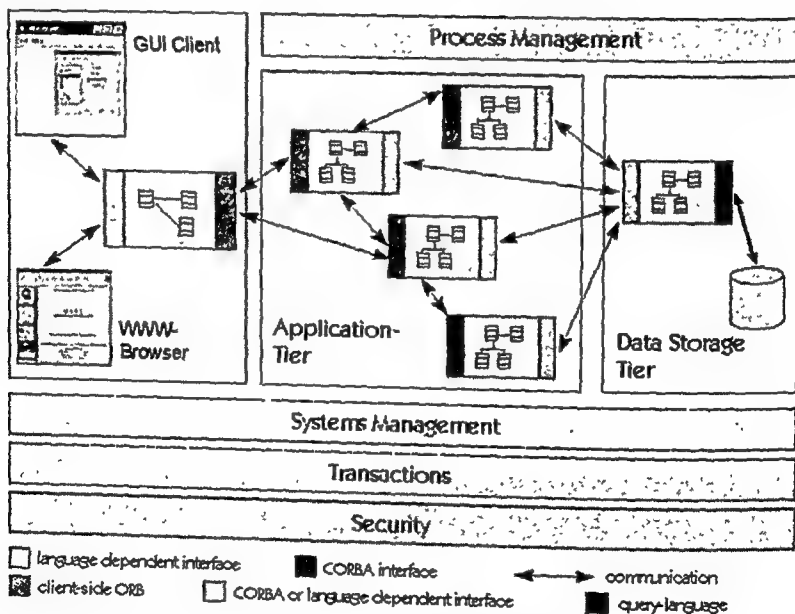 GUI Client
Process Management
WWW-
Browser
Application-
Tier
Data Storage
Tier
Systems Management
Transactions
Security
language dependent interface
CORBA interface
communication
client-side ORB
CORBA or language dependent interface
query-language